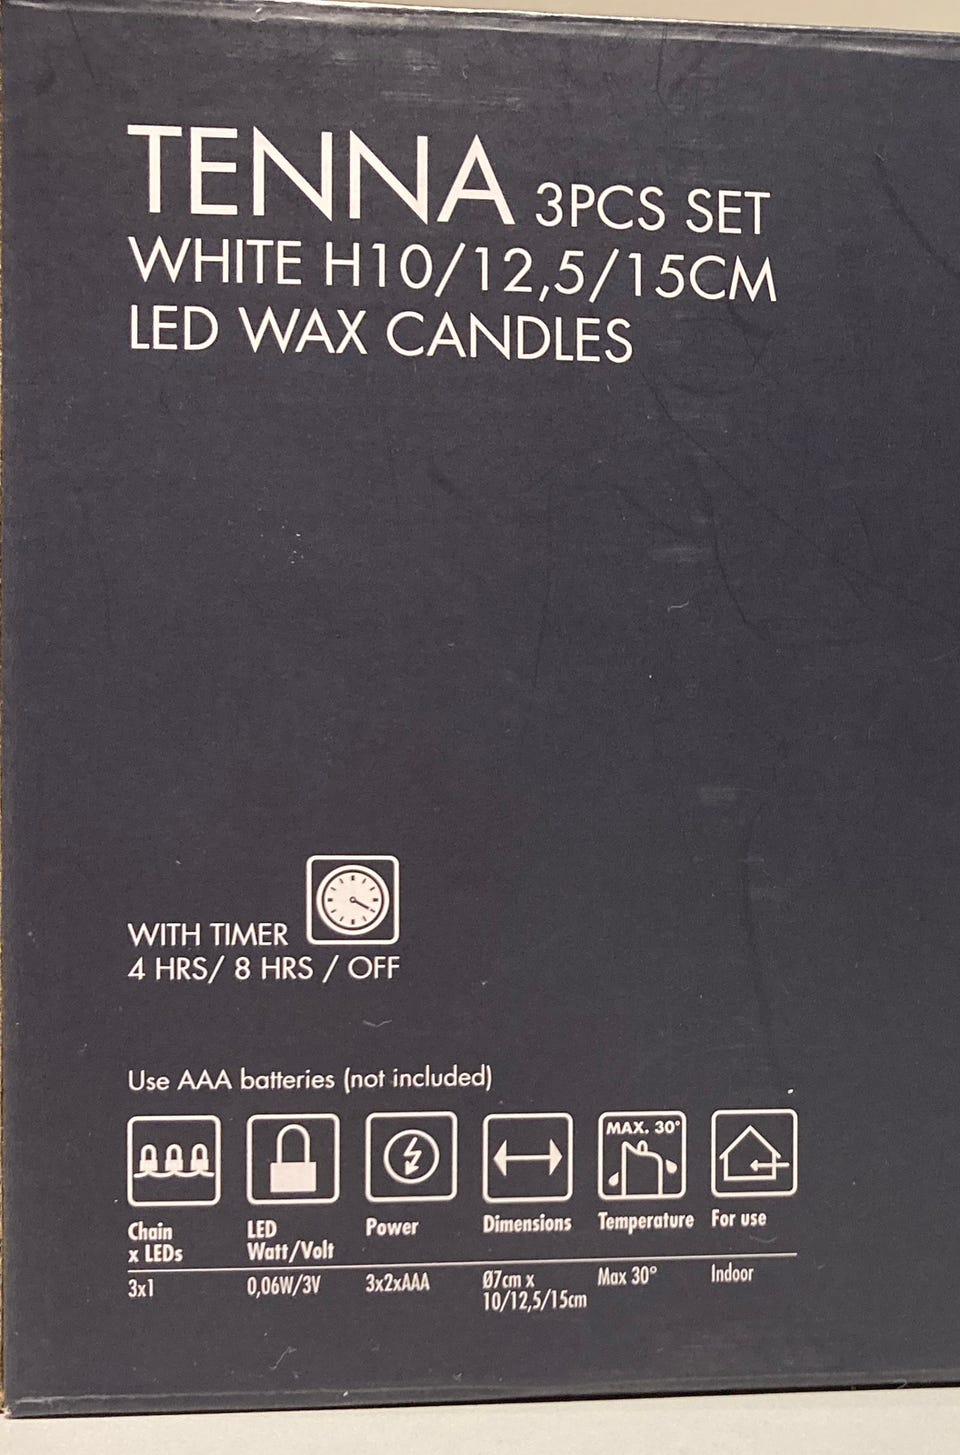 TENNA 3PCS SET
WHITE H10/12,5/15CM
LED WAX CANDLES
WITH TIMER
4 HRS/ 8 HRS / OFF
Use AAA batteries (not included)
MAX. 30°
Chain x LEDs
LED Watt/Volt
Power
Dimensions
Temperature
For use
3x1
0,06W/3V
3x2xAAA
Ø7cm x 10/12,5/15cm
Max 30°
Indoor